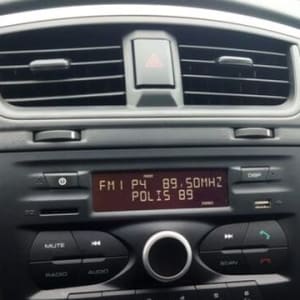 DISP
FM1 P4 89.50MHZ
POLIS 89
MUTE
RADIO
AUDIO
SCAN